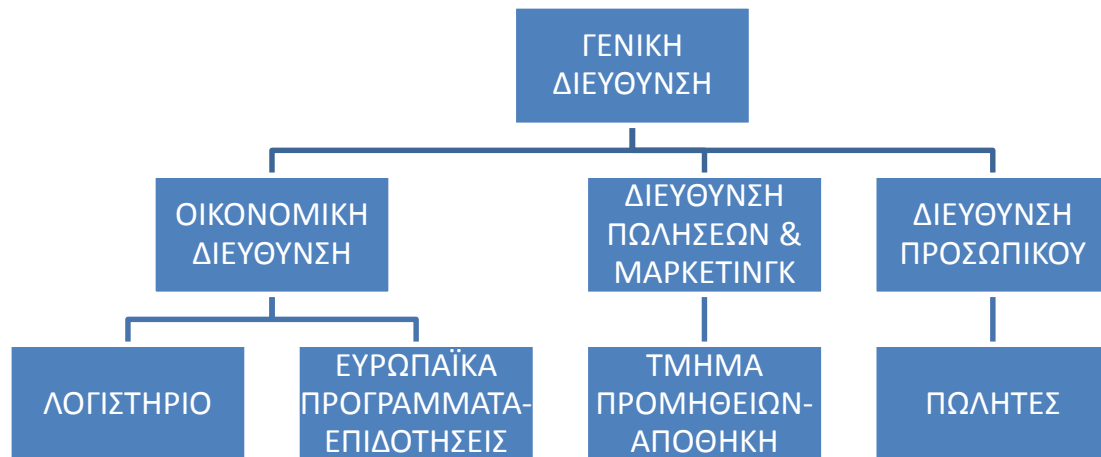 ΓΕΝΙΚΗ
ΔΙΕΥΘΥΝΣΗ
ΟΙΚΟΝΟΜΙΚΗ
ΔΙΕΥΘΥΝΣΗ
ΔΙΕΥΘΥΝΣΗ
ΠΩΛΗΣΕΩΝ &
ΜΑΡΚΕΤΙΝΓΚ
ΔΙΕΥΘΥΝΣΗ
ΠΡΟΣΩΠΙΚΟΥ
ΛΟΓΙΣΤΗΡΙΟ
ΕΥΡΩΠΑΪΚΑ
ΠΡΟΓΡΑΜΜΑΤΑ-
ΕΠΙΔΟΤΗΣΕΙΣ
ΤΜΗΜΑ
ΠΡΟΜΗΘΕΙΩΝ-
ΑΠΟΘΗΚΗ
ΠΩΛΗΤΕΣ